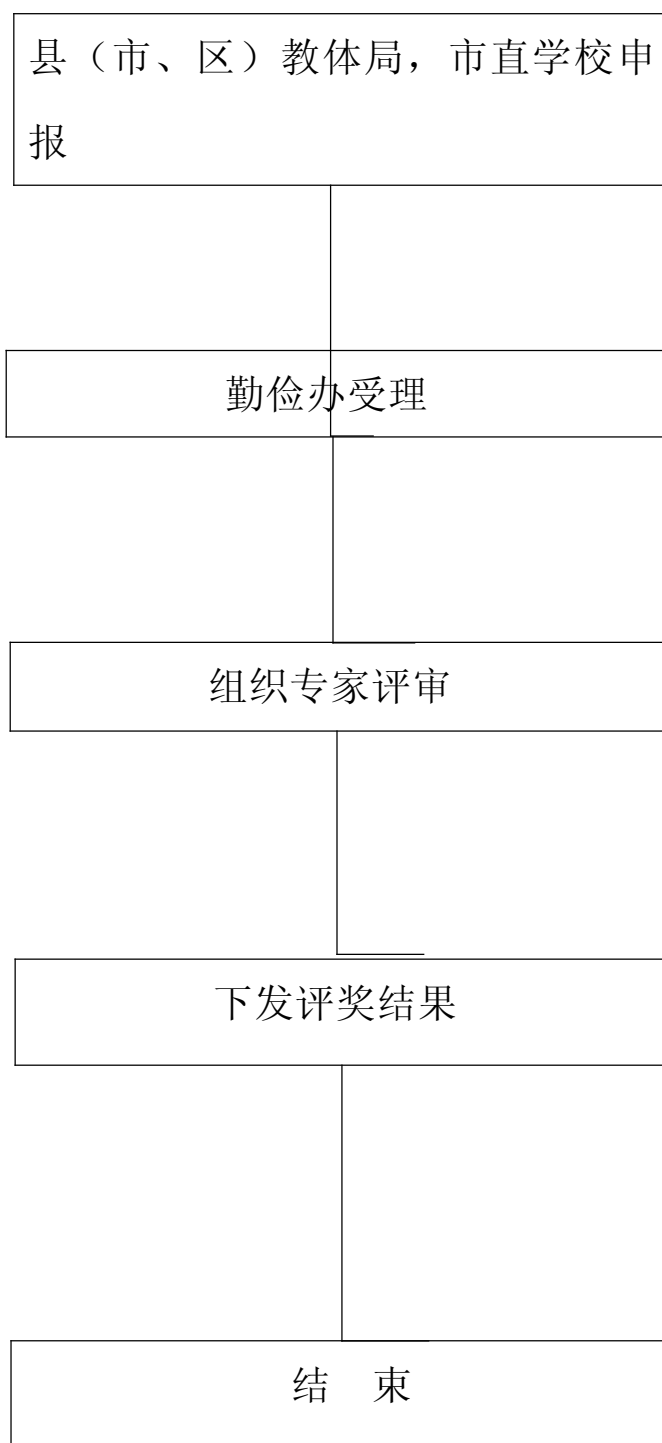 县（市、区）教体局，市直学校申
报
勤俭办受理
组织专家评审
下发评奖结果
结　束